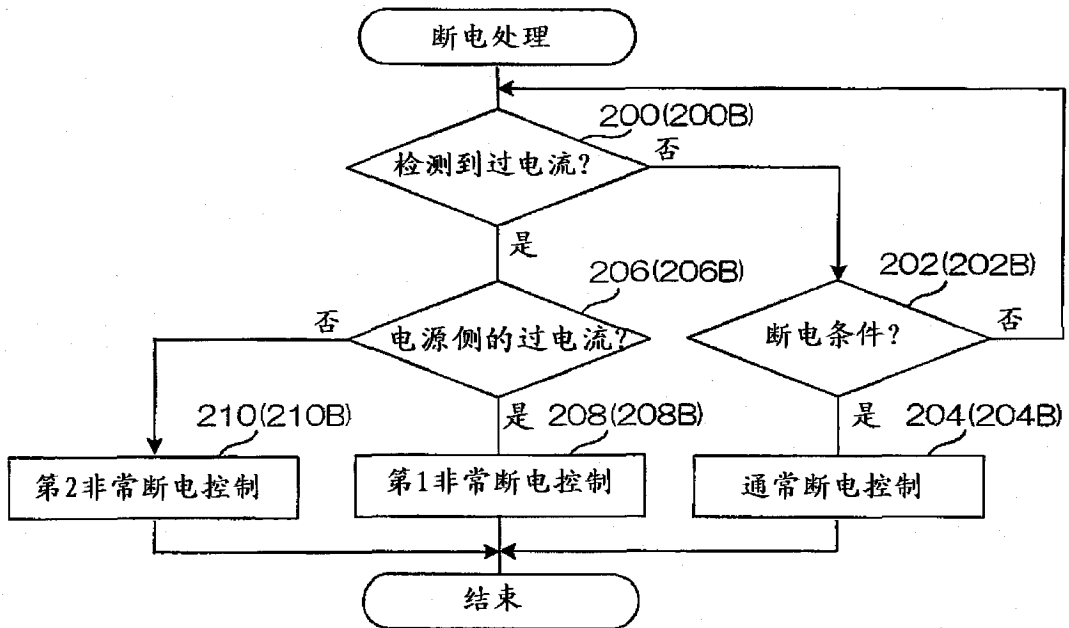 断电处理
200(200B)
检测到过电流?
否
是
206(206B)
202(202B)
否
电源侧的过电流?
断电条件?
否
210(210B)
是
208(208B)
是
204(204B)
第2非常断电控制
第1非常断电控制
通常断电控制
结束